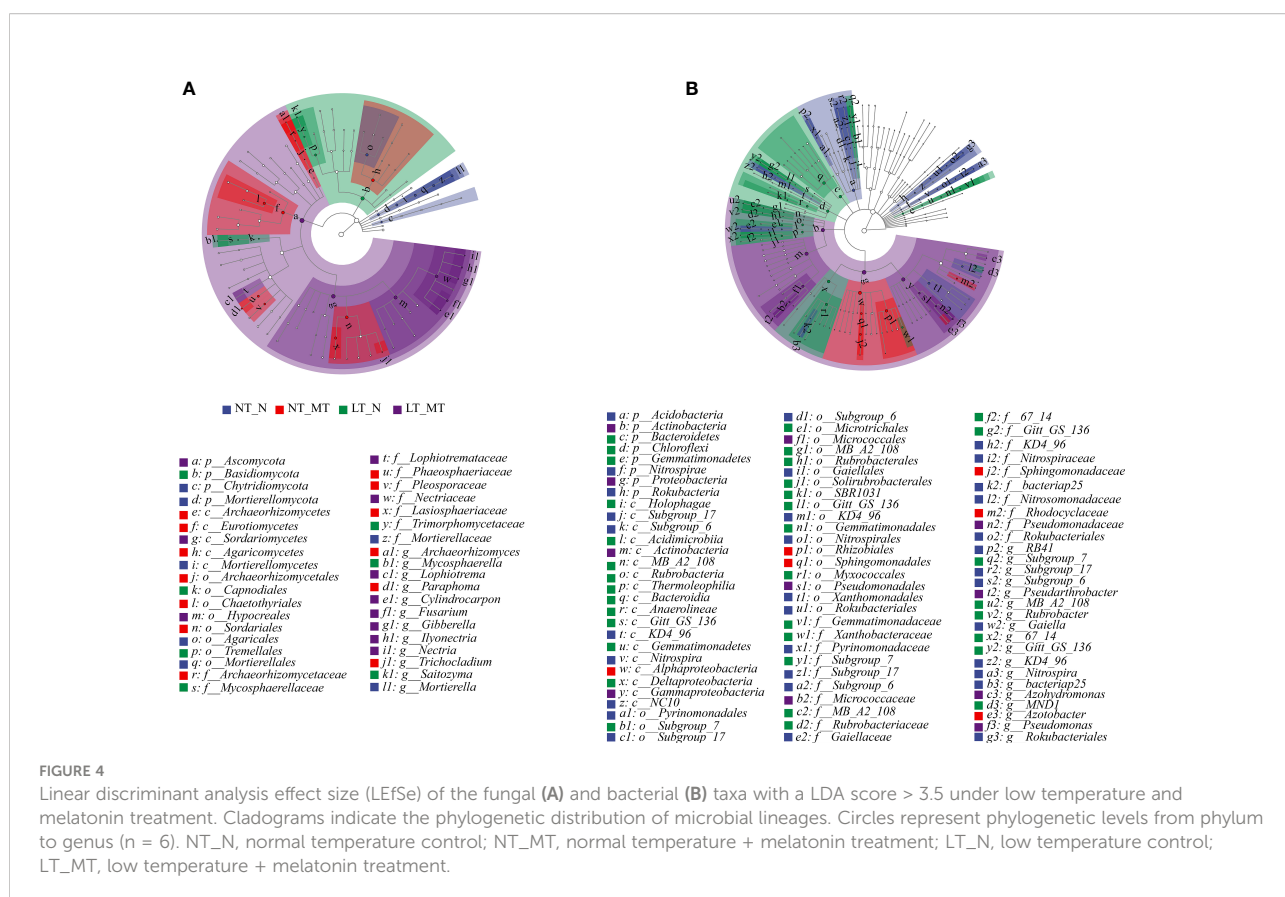 A
B
NT_N NT_MT LT_N LT_MT
a: p__Ascomycota
b: p__Basidiomycota
c: p__Chytridiomycota
d: p__Mortierellomycota
e: c__Archaeorhizomycetes
f: c__Eurotiomycetes
g: c__Sordariomycetes
h: c__Agaricomycetes
i: c__Mortierellomycetes
j: o__Archaeorhizomycetales
k: o__Capnodiales
l: o__Chaetothyriales
m: o__Hypocreales
n: o__Sordariales
o: o__Agaricales
p: o__Tremellales
q: o__Mortierellales
r: f__Archaeorhizomycetaceae
s: f__Mycosphaerellaceae
t: f__Lophiotremataceae
u: f__Phaeosphaeriaceae
v: f__Pleosporaceae
w: f__Nectriaceae
x: f__Lasiosphaeriaceae
y: f__Trimorphomycetaceae
z: f__Mortierellaceae
a1: g__Archaeorhizomyces
b1: g__Mycosphaerella
c1: g__Lophiotrema
d1: g__Paraphoma
e1: g__Cylindrocarpon
f1: g__Fusarium
g1: g__Gibberella
h1: g__Ilyonectria
i1: g__Nectria
j1: g__Trichocladium
k1: g__Saitozyma
l1: g__Mortierella
a: p__Acidobacteria
b: p__Actinobacteria
c: p__Bacteroidetes
d: p__Chloroflexi
e: p__Gemmatimonadetes
f: p__Nitrospirae
g: p__Proteobacteria
h: p__Rokubacteria
i: c__Holophagae
j: c__Subgroup_17
k: c__Subgroup_6
l: c__Acidimicrobiia
m: c__Actinobacteria
n: c__MB_A2_108
o: c__Rubrobacteria
p: c__Thermoleophilia
q: c__Bacteroidia
r: c__Anaerolineae
s: c__Gitt_GS_136
t: c__KD4_96
u: c__Gemmatimonadetes
v: c__Nitrospira
w: c__Alphaproteobacteria
x: c__Deltaproteobacteria
y: c__Gammaproteobacteria
z: c__NC10
a1: o__Pyrinomonadales
b1: o__Subgroup_7
c1: o__Subgroup_17
d1: o__Subgroup_6
e1: o__Microtrichales
f1: o__Micrococcales
g1: o__MB_A2_108
h1: o__Rubrobacterales
i1: o__Gaiellales
j1: o__Solirubrobacterales
k1: o__SBR1031
l1: o__Gitt_GS_136
m1: o__KD4_96
n1: o__Gemmatimonadales
o1: o__Nitrospirales
p1: o__Rhizobiales
q1: o__Sphingomonadales
r1: o__Myxococcales
s1: o__Pseudomonadales
t1: o__Xanthomonadales
u1: o__Rokubacteriales
v1: f__Gemmatimonadaceae
w1: f__Xanthobacteraceae
x1: f__Pyrinomonadaceae
y1: f__Subgroup_7
z1: f__Subgroup_17
a2: f__Subgroup_6
b2: f__Micrococcaceae
c2: f__MB_A2_108
d2: f__Rubrobacteriaceae
e2: f__Gaiellaceae
f2: f__67_14
g2: f__Gitt_GS_136
h2: f__KD4_96
i2: f__Nitrospiraceae
j2: f__Sphingomonadaceae
k2: f__bacteriap25
l2: f__Nitrosomonadaceae
m2: f__Rhodocyclaceae
n2: f__Pseudomonadaceae
o2: f__Rokubacteriales
p2: g__RB41
q2: g__Subgroup_7
r2: g__Subgroup_17
s2: g__Subgroup_6
t2: g__Pseudarthrobacter
u2: g__MB_A2_108
v2: g__Rubrobacter
w2: g__Gaiella
x2: g__67_14
y2: g__Gitt_GS_136
z2: g__KD4_96
a3: g__Nitrospira
b3: g__bacteriap25
c3: g__Azohydromonas
d3: g__MND1
e3: g__Azotobacter
f3: g__Pseudomonas
g3: g__Rokubacteriales
FIGURE 4
Linear discriminant analysis effect size (LEfSe) of the fungal (A) and bacterial (B) taxa with a LDA score > 3.5 under low temperature and
melatonin treatment. Cladograms indicate the phylogenetic distribution of microbial lineages. Circles represent phylogenetic levels from phylum
to genus (n = 6). NT_N, normal temperature control; NT_MT, normal temperature + melatonin treatment; LT_N, low temperature control;
LT_MT, low temperature + melatonin treatment.